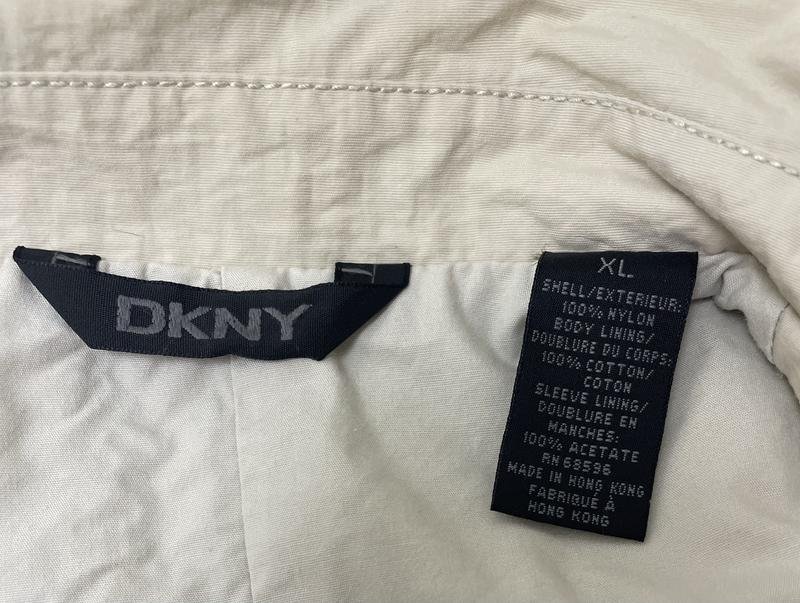 DKNY
XL
SHELL/EXTERIEUR:
100% NYLON
BODY LINING/
DOUBLURE DU CORPS:
100% COTTON/
COTON
SLEEVE LINING/
DOUBLURE EN
MANCHES:
100% ACETATE
RN 68596
MADE IN HONG KONG
FABRIQUÉ À
HONG KONG